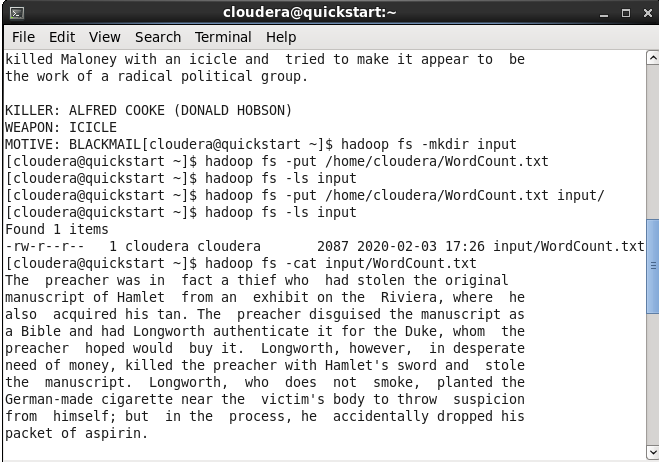 cloudera@quickstart:~
File Edit View Search Terminal Help
killed Maloney with an icicle and  tried to make it appear to  be
the work of a radical political group.

KILLER: ALFRED COOKE (DONALD HOBSON)
WEAPON: ICICLE
MOTIVE: BLACKMAIL[cloudera@quickstart ~]$ hadoop fs -mkdir input
[cloudera@quickstart ~]$ hadoop fs -put /home/cloudera/WordCount.txt
[cloudera@quickstart ~]$ hadoop fs -ls input
[cloudera@quickstart ~]$ hadoop fs -put /home/cloudera/WordCount.txt input/
[cloudera@quickstart ~]$ hadoop fs -ls input
Found 1 items
-rw-r--r--   1 cloudera cloudera       2087 2020-02-03 17:26 input/WordCount.txt
[cloudera@quickstart ~]$ hadoop fs -cat input/WordCount.txt
The  preacher was in  fact a thief who  had stolen the original
manuscript of Hamlet  from an  exhibit on the  Riviera, where  he
also  acquired his tan. The  preacher disguised the manuscript as
a Bible and had Longworth authenticate it for the Duke, whom  the
preacher  hoped would  buy it.  Longworth, however,  in desperate
need of money, killed the preacher with Hamlet's sword and  stole
the  manuscript.  Longworth,  who  does  not  smoke,  planted the
German-made cigarette near the  victim's body to throw  suspicion
from  himself; but  in the  process, he  accidentally dropped his
packet of aspirin.